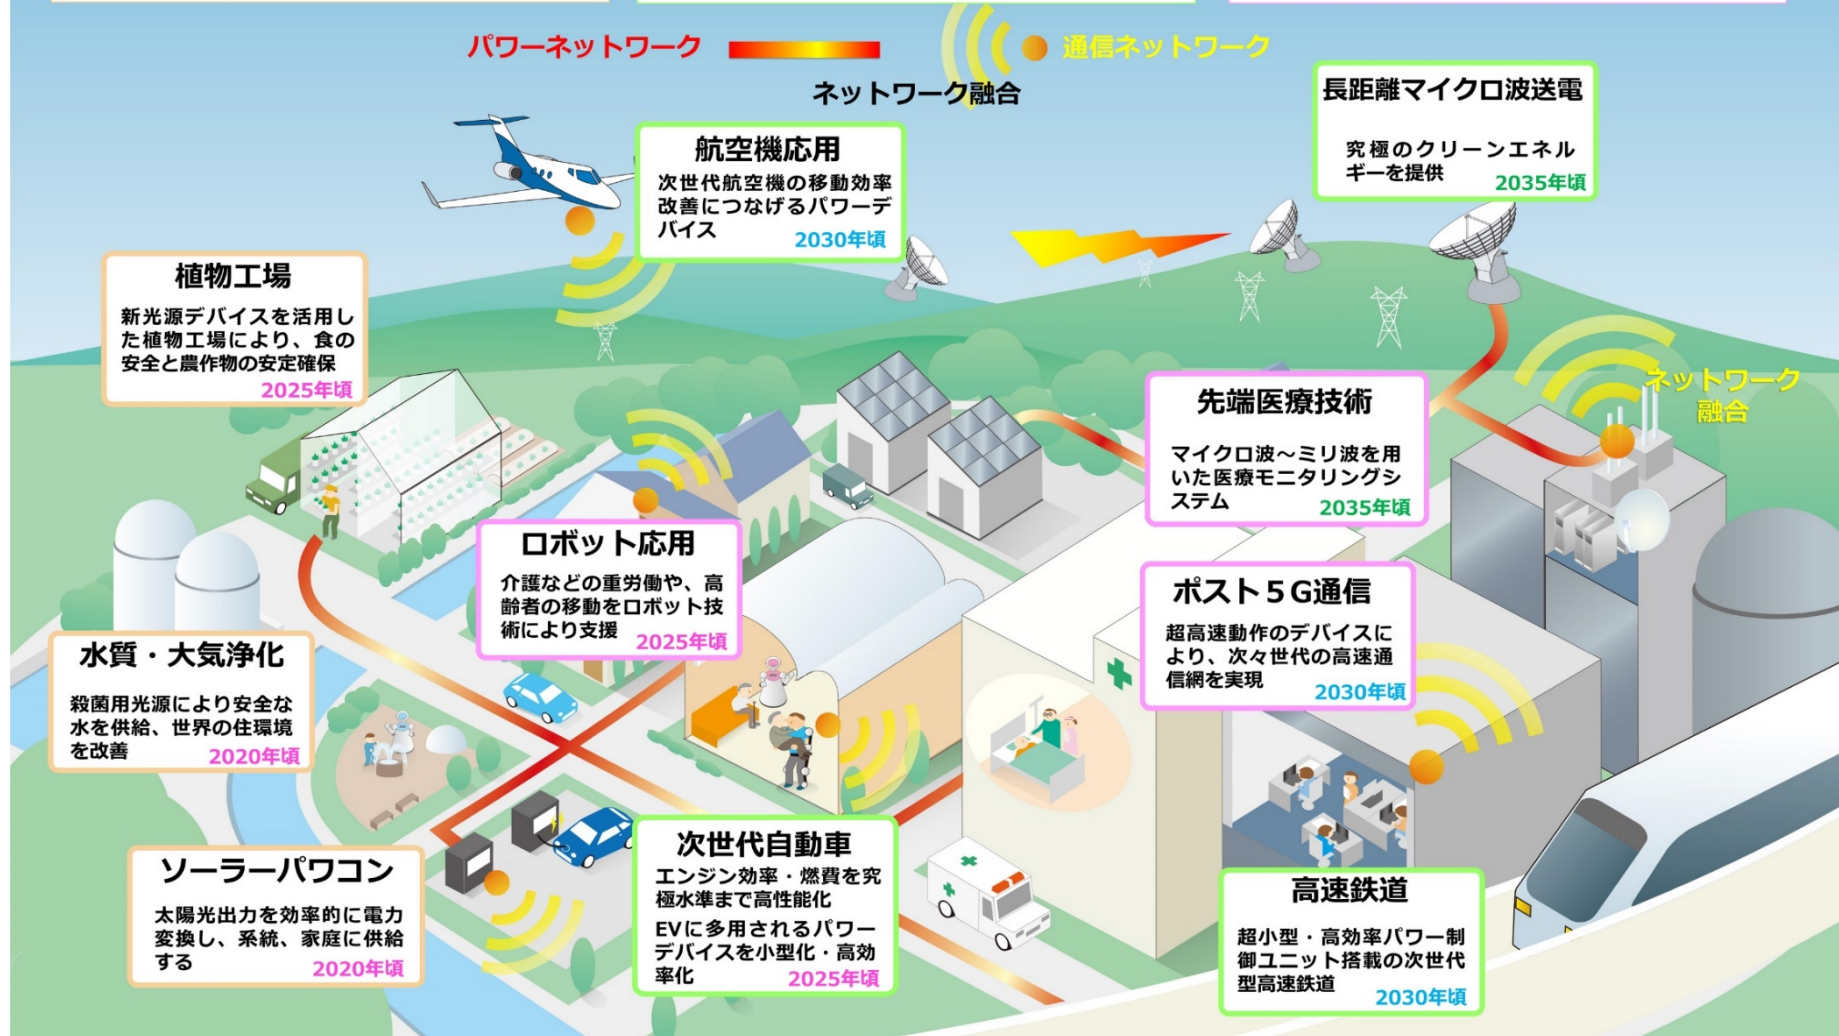 パワーネットワーク
通信ネットワーク
ネットワーク融合
長距離マイクロ波送電
究極のクリーンエネル
ギーを提供
2035年頃
航空機応用
次世代航空機の移動効率
改善につなげるパワーデ
バイス
2030年頃
植物工場
新光源デバイスを活用し
た植物工場により、食の
安全と農作物の安定確保
2025年頃
先端医療技術
マイクロ波~ミリ波を用
いた医療モニタリングシ
ステム
2035年頃
ネットワーク
融合
ロボット応用
介護などの重労働や、高
齢者の移動をロボット技
術により支援
2025年頃
ポスト5G通信
超高速動作のデバイスに
より、次々世代の高速通
信網を実現
2030年頃
水質・大気浄化
殺菌用光源により安全な
水を供給、世界の住環境
を改善
2020年頃
ソーラーパワコン
太陽光出力を効率的に電力
変換し、系統、家庭に供給
する
2020年頃
次世代自動車
エンジン効率・燃費を究
極水準まで高性能化
EVに多用されるパワー
デバイスを小型化・高効
率化
2025年頃
高速鉄道
超小型・高効率パワー制
御ユニット搭載の次世代
型高速鉄道
2030年頃